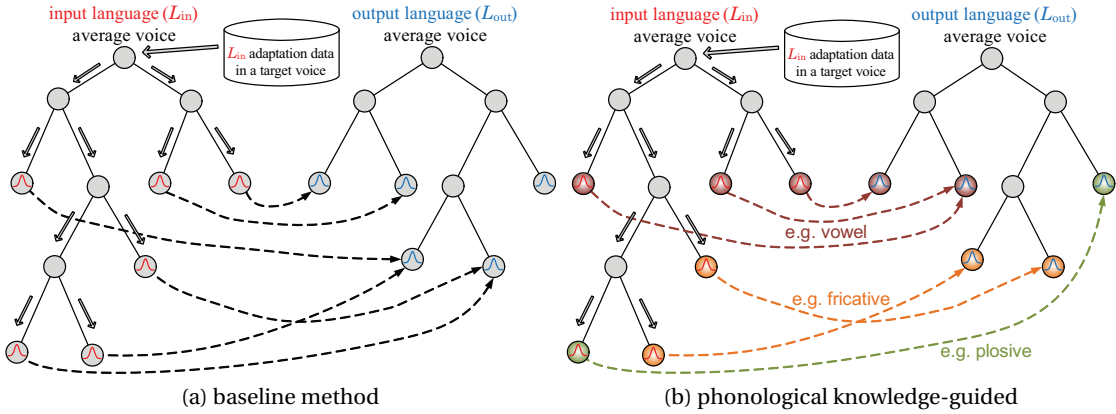 input language (Lin)
average voice
Lin adaptation data
in a target voice
output language (Lout)
average voice
(a) baseline method
input language (Lin)
average voice
Lin adaptation data
in a target voice
output language (Lout)
average voice
e.g. vowel
e.g. fricative
e.g. plosive
(b) phonological knowledge-guided